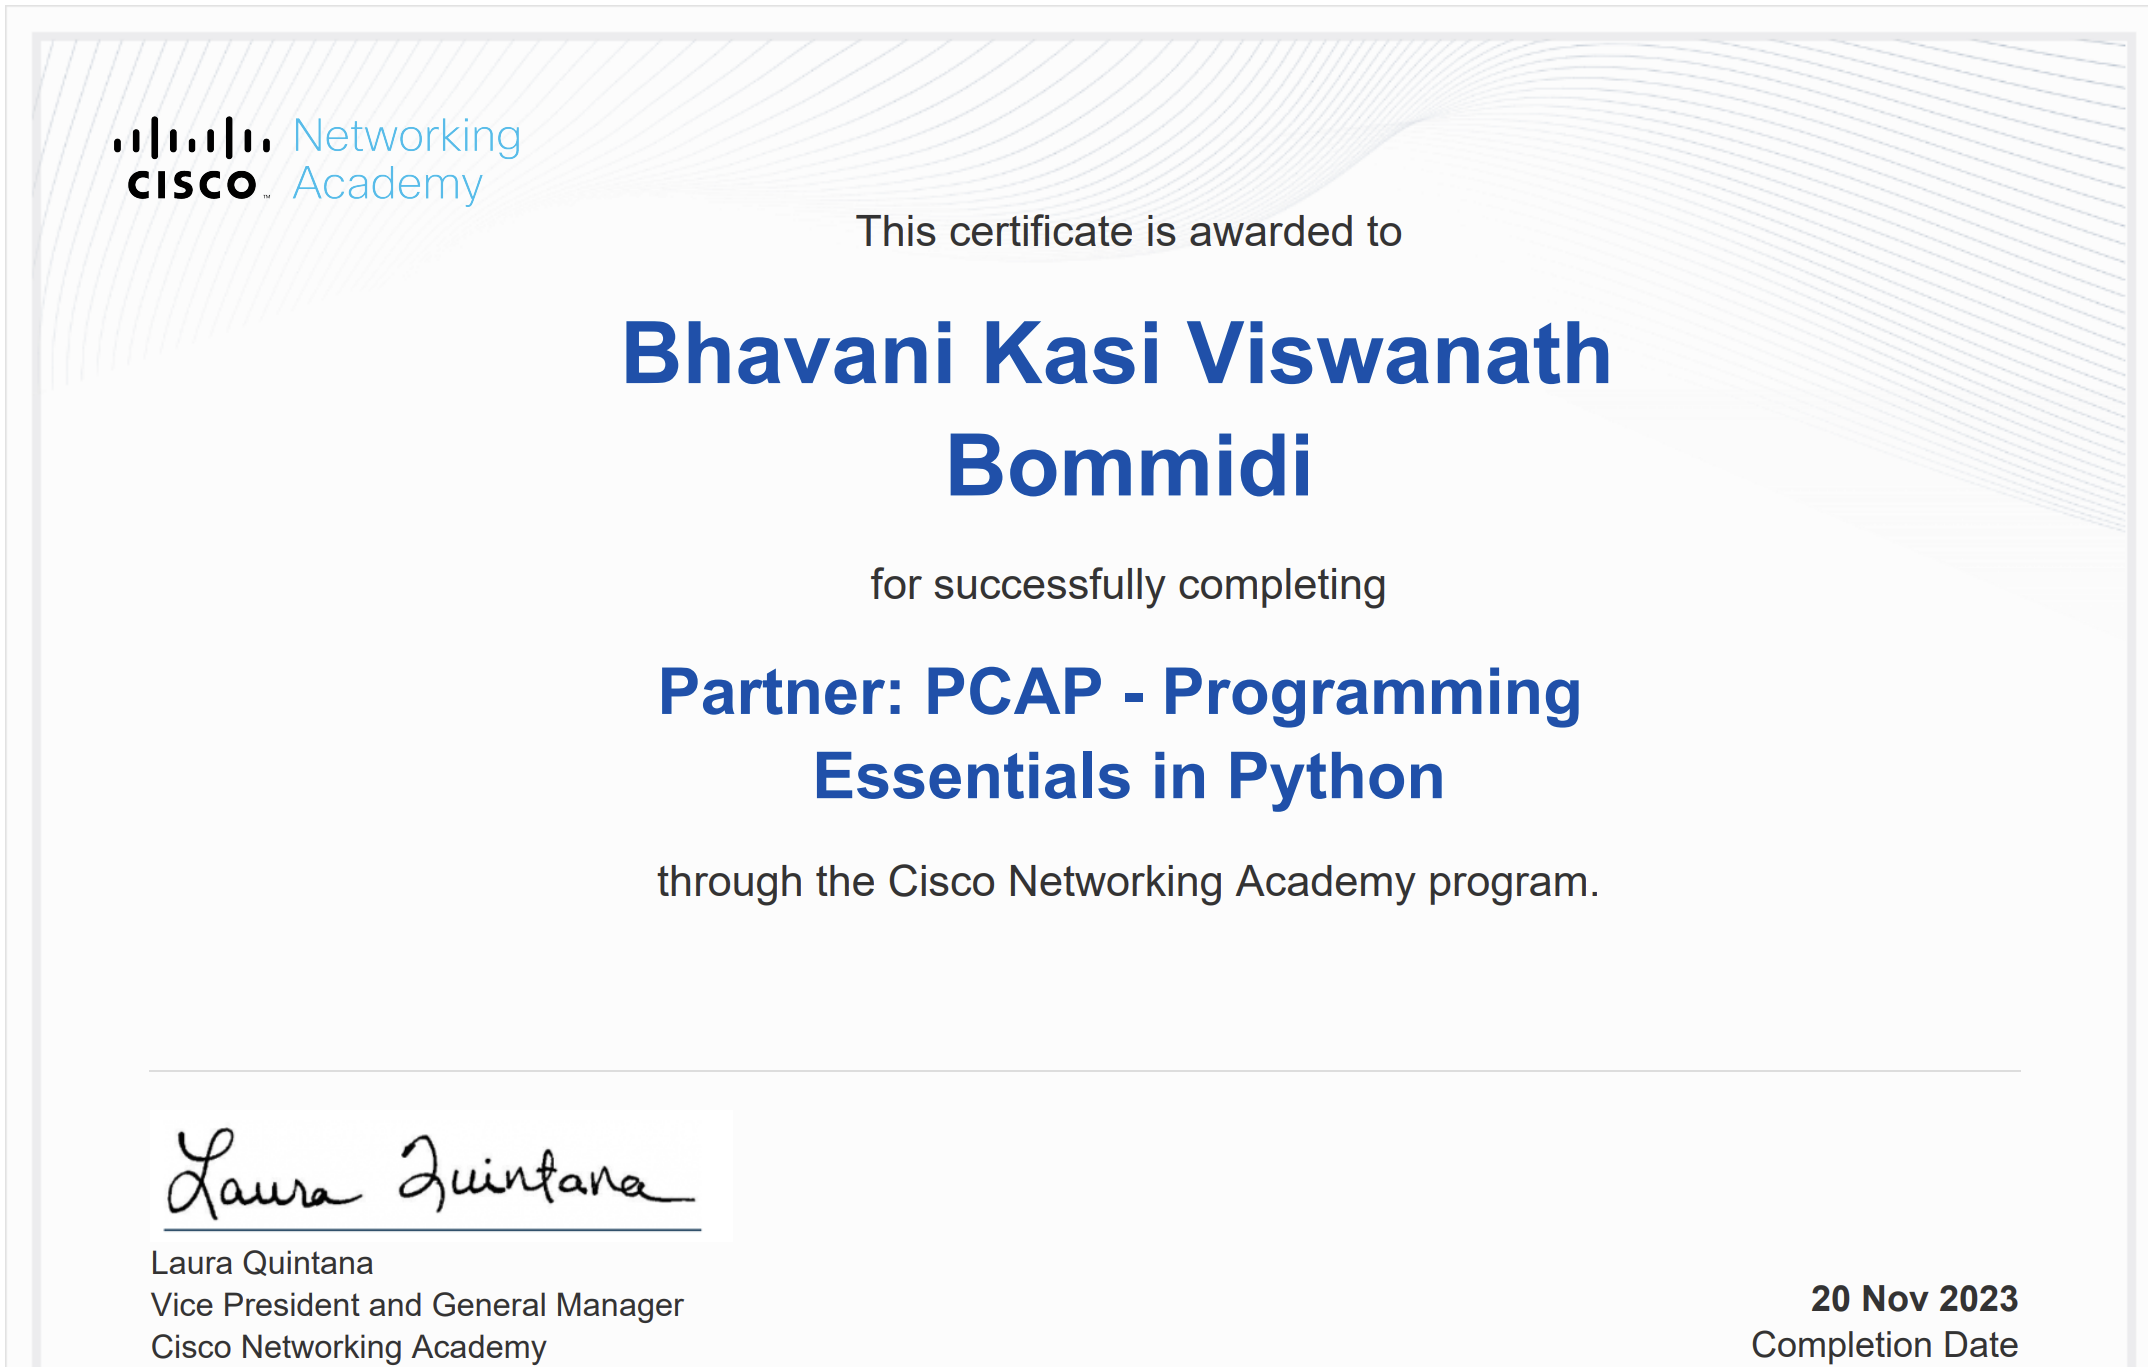 CISCO™ Networking
Academy
This certificate is awarded to
Bhavani Kasi Viswanath
Bommidi
for successfully completing
Partner: PCAP - Programming
Essentials in Python
through the Cisco Networking Academy program.
Laura Quintana
Laura Quintana
Vice President and General Manager
Cisco Networking Academy
20 Nov 2023
Completion Date